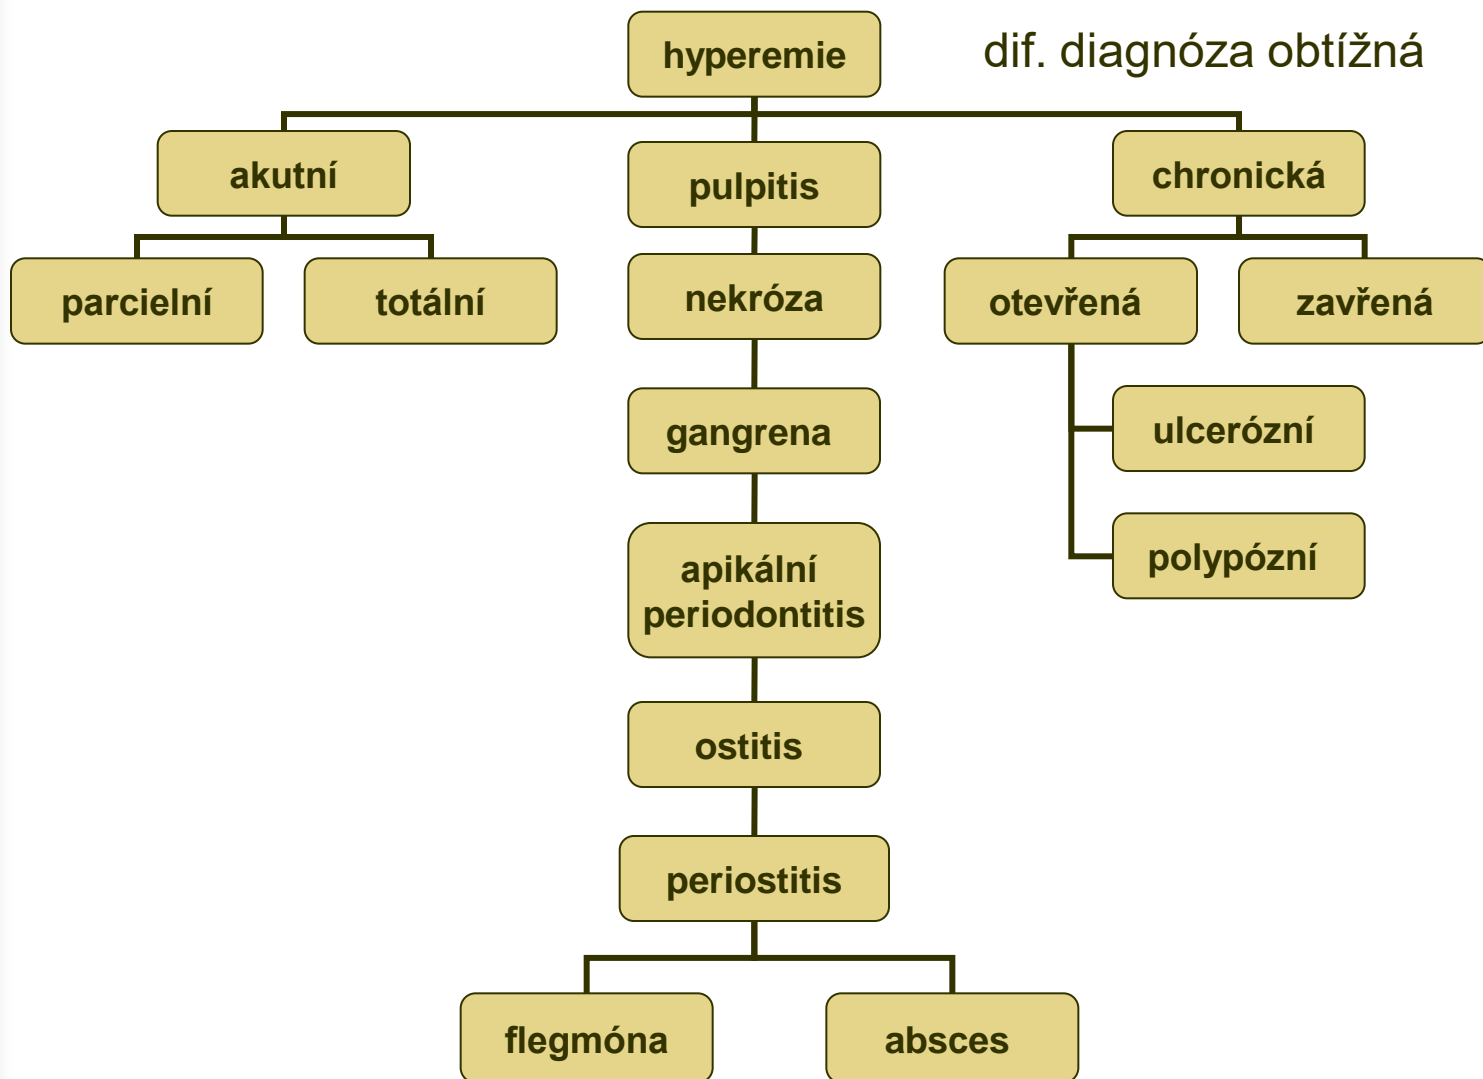 hyperemie
dif. diagnóza obtížná
akutní
pulpitis
chronická
parcielní
totální
nekróza
otevřená
zavřená
gangrena
ulcerózní
polypózní
apikální
periodontitis
ostitis
periostitis
flegmóna
absces